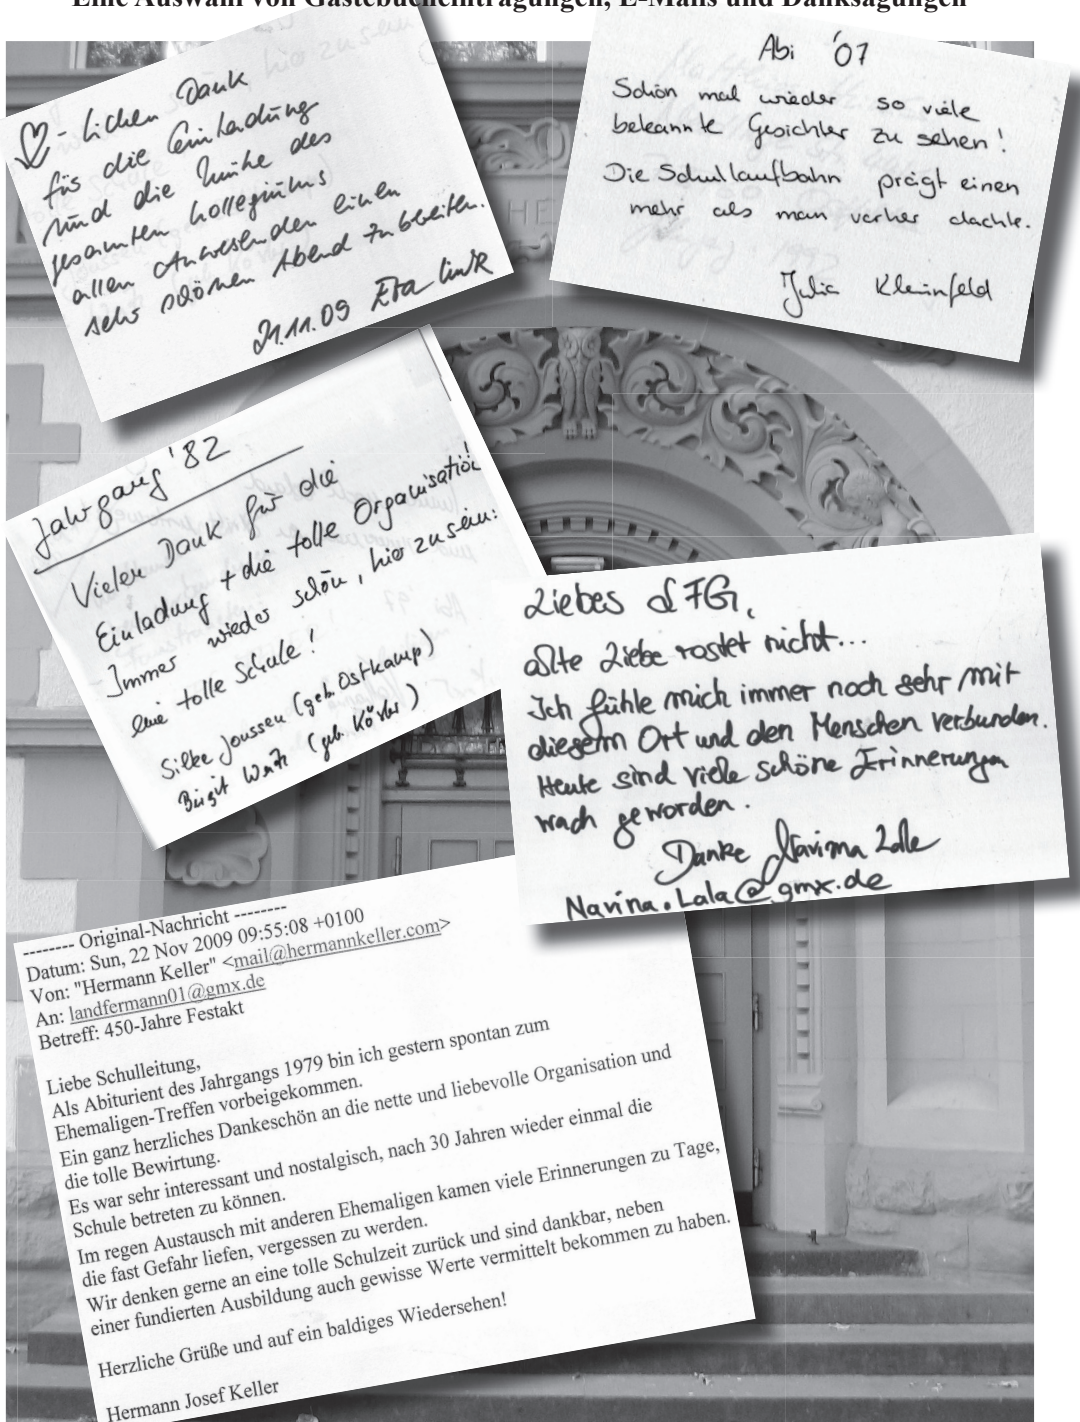 Eine Auswahl von Gästebucheintragungen, E-Mails und Danksagungen
♡-lichen Dank
für die Einladung
und die Mühe des
gesamten Kollegiums
allen Anwesenden einen
sehr schönen Abend zu bereiten.
21.11.09 Eva Link
Abi '07
Schön mal wieder so viele
bekannte Gesichter zu sehen!
Die Schullaufbahn prägt einen
mehr als man vorher dachte.
Julia Kleinfeld
HE
Jahrgang '82
Vielen Dank für die
Einladung + die tolle Organisation!
Immer wieder schön, hier zu sein:
eine tolle Schule!
Silke Joussen (geb. Ostkamp)
Birgit (geb. )
Liebes LFG,
alte Liebe rostet nicht...
Ich fühle mich immer noch sehr mit
diesem Ort und den Menschen verbunden.
Heute sind viele schöne Erinnerungen
wach geworden.
Danke Navina
Navina.Lala@gmx.de
-------- Original-Nachricht --------
Datum: Sun, 22 Nov 2009 09:55:08 +0100
Von: "Hermann Keller" <mail@hermannkeller.com>
An: landfermann01@gmx.de
Betreff: 450-Jahre Festakt
Liebe Schulleitung,
Als Abiturient des Jahrgangs 1979 bin ich gestern spontan zum
Ehemaligen-Treffen vorbeigekommen.
Ein ganz herzliches Dankeschön an die nette und liebevolle Organisation und
die tolle Bewirtung.
Es war sehr interessant und nostalgisch, nach 30 Jahren wieder einmal die
Schule betreten zu können.
Im regen Austausch mit anderen Ehemaligen kamen viele Erinnerungen zu Tage,
die fast Gefahr liefen, vergessen zu werden.
Wir denken gerne an eine tolle Schulzeit zurück und sind dankbar, neben
einer fundierten Ausbildung auch gewisse Werte vermittelt bekommen zu haben.
Herzliche Grüße und auf ein baldiges Wiedersehen!
Hermann Josef Keller